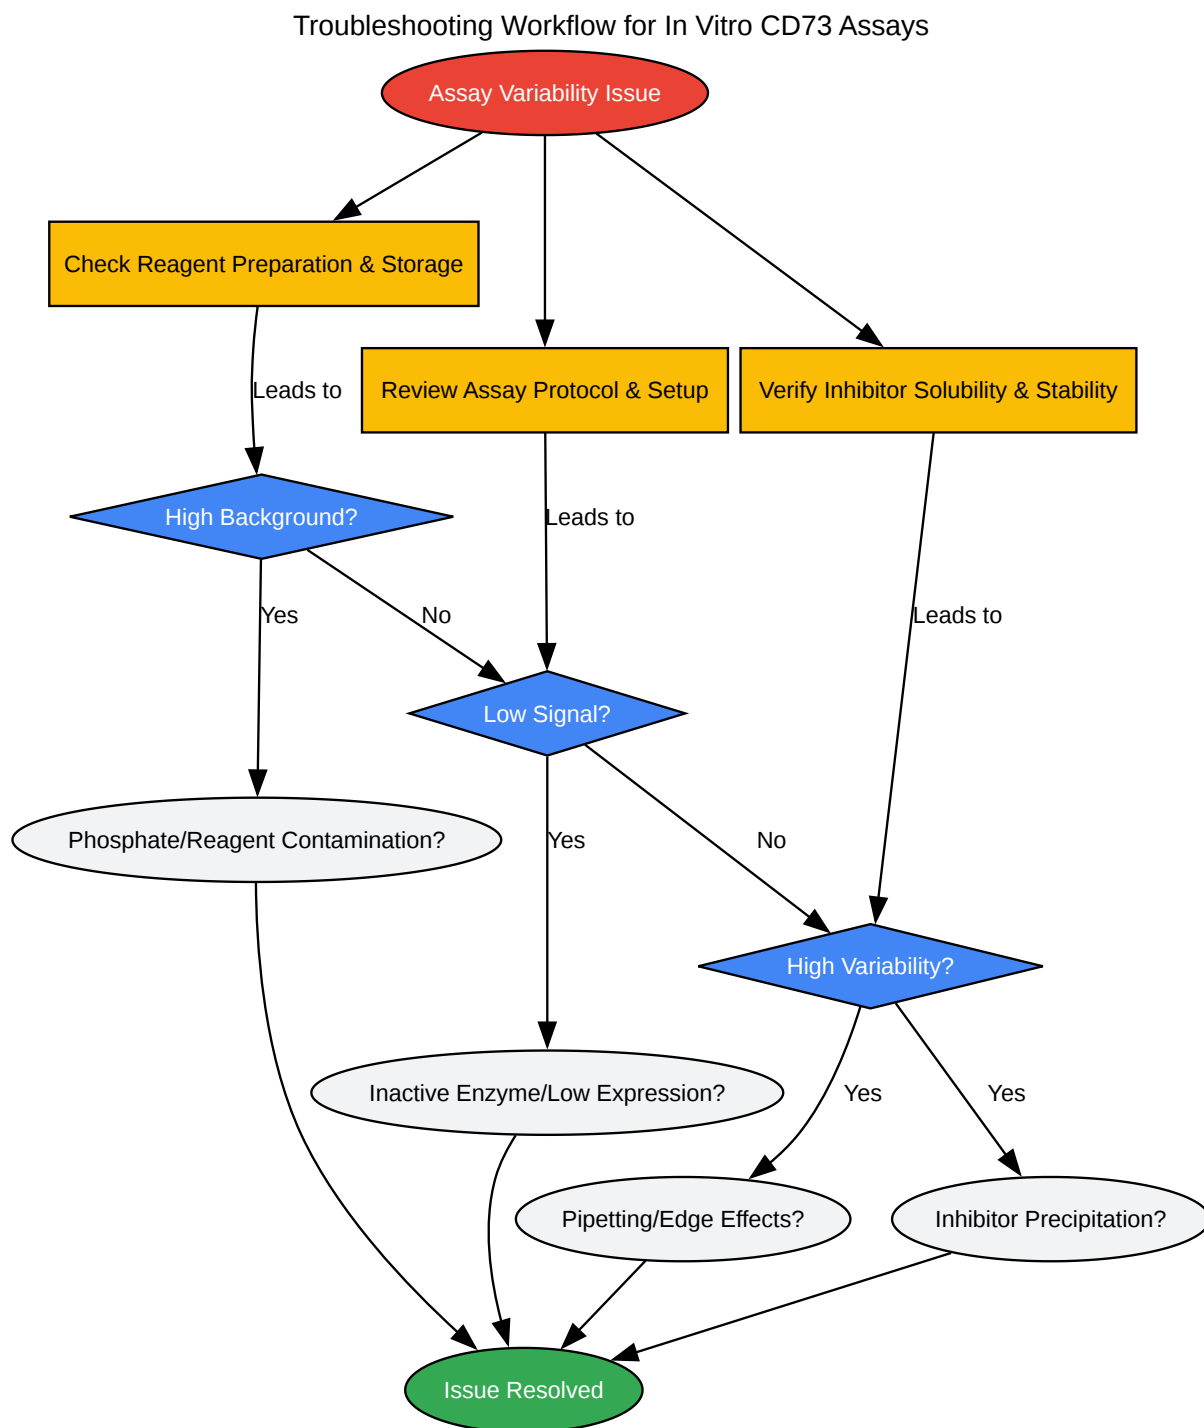 Troubleshooting Workflow for In Vitro CD73 Assays
Assay Variability Issue
Check Reagent Preparation & Storage
Leads to
Review Assay Protocol & Setup
Verify Inhibitor Solubility & Stability
High Background?
Leads to
Yes
No
Leads to
Low Signal?
Phosphate/Reagent Contamination?
Yes
No
High Variability?
Inactive Enzyme/Low Expression?
Yes
Yes
Pipetting/Edge Effects?
Inhibitor Precipitation?
Issue Resolved